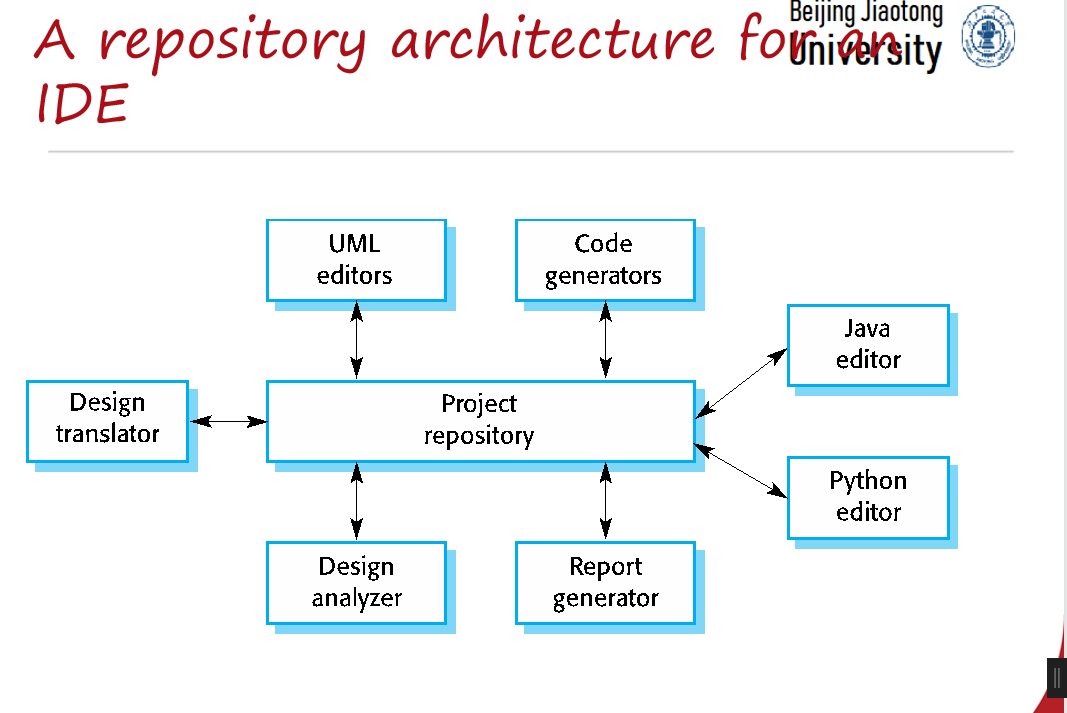 A repository architecture for an
IDE
Beijing Jiaotong
University
UML
editors
Code
generators
Java
editor
Design
translator
Project
repository
Python
editor
Design
analyzer
Report
generator